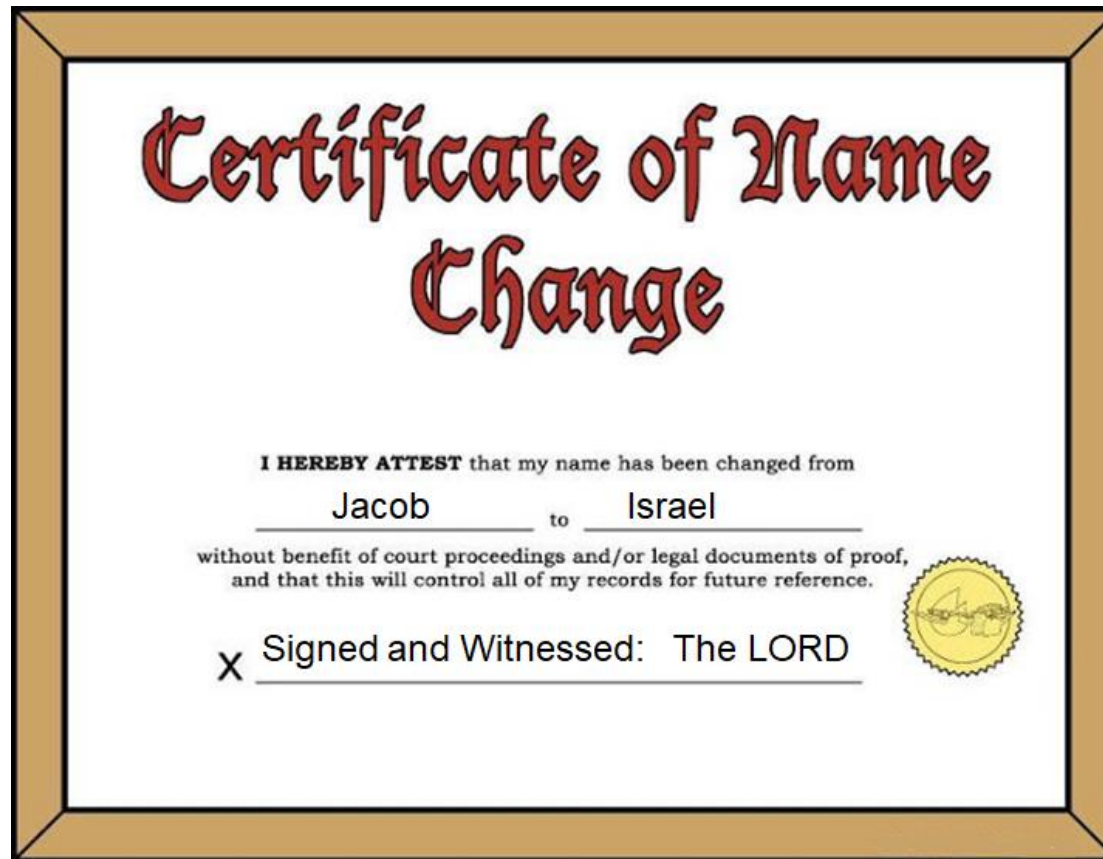 Certificate of Name
Change
I HEREBY ATTEST that my name has been changed from
Jacob to Israel
without benefit of court proceedings and/or legal documents of proof,
and that this will control all of my records for future reference.
X Signed and Witnessed: The LORD